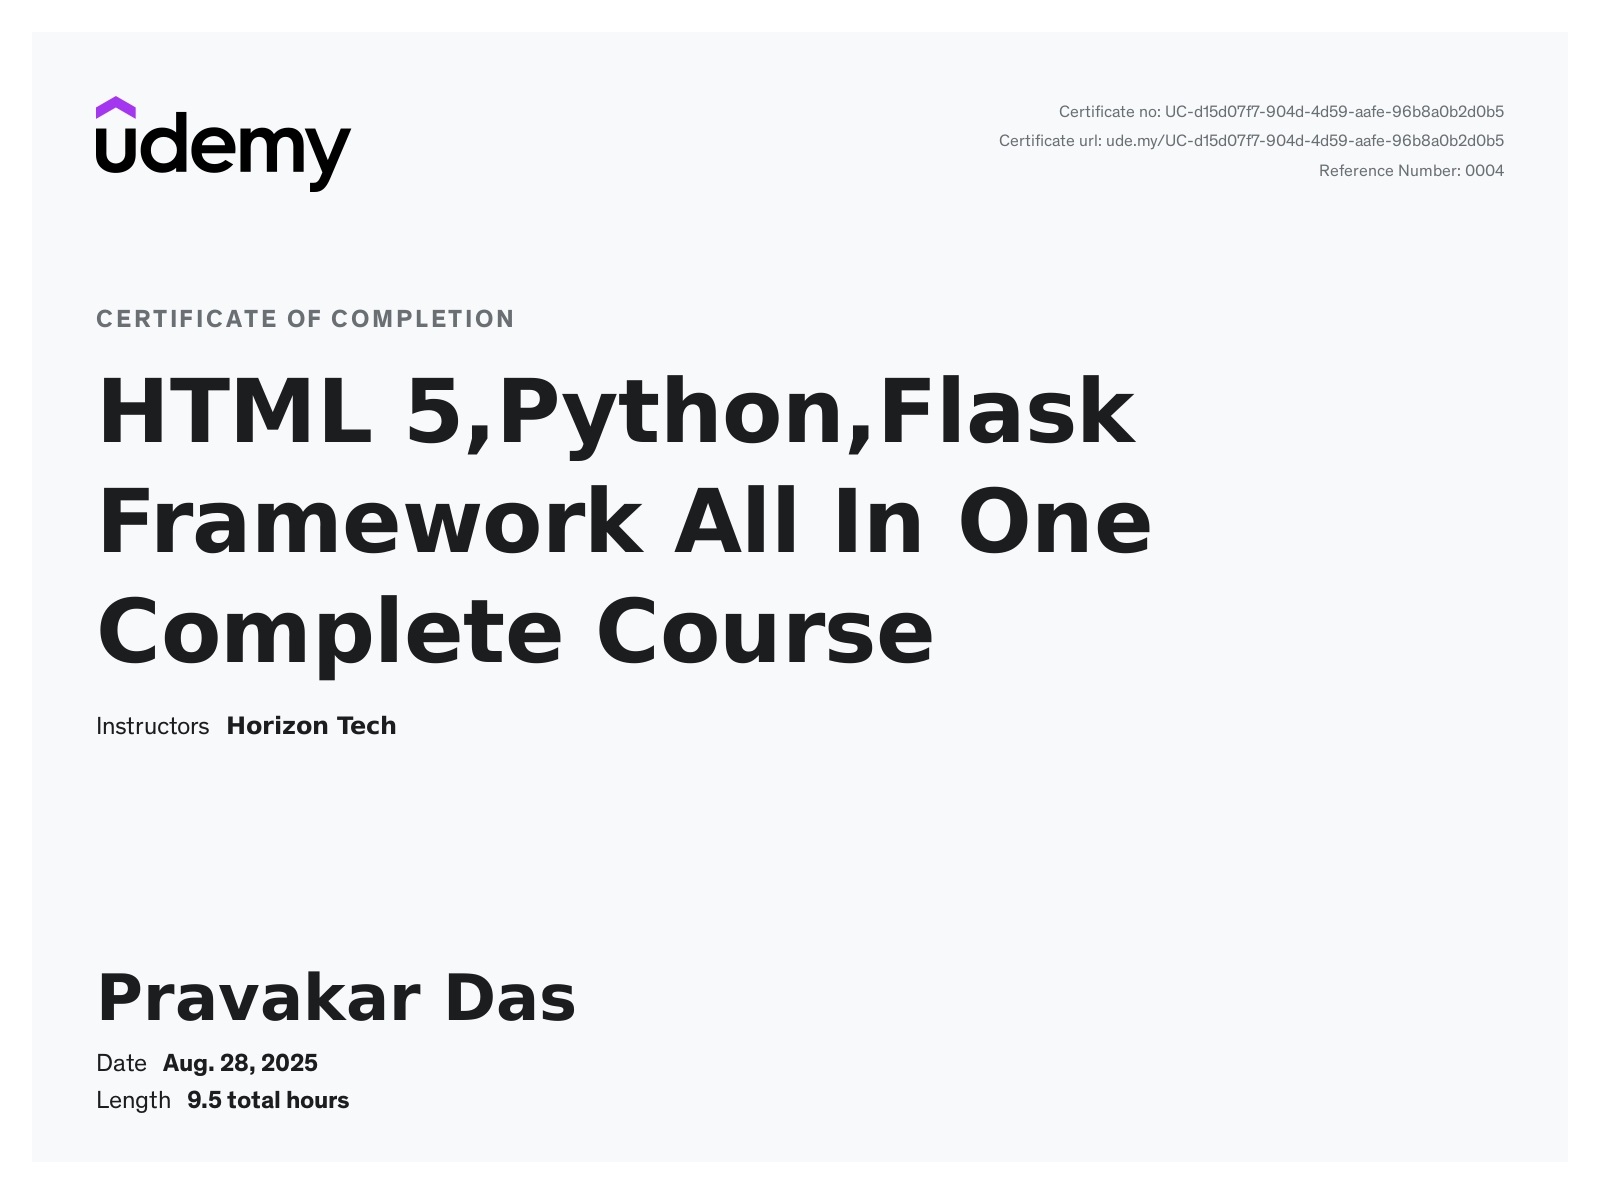 udemy
Certificate no: UC-d15d07f7-904d-4d59-aafe-96b8a0b2d0b5
Certificate url: ude.my/UC-d15d07f7-904d-4d59-aafe-96b8a0b2d0b5
Reference Number: 0004
CERTIFICATE OF COMPLETION
HTML 5,Python,Flask
Framework All In One
Complete Course
Instructors Horizon Tech
Pravakar Das
Date Aug. 28, 2025
Length 9.5 total hours